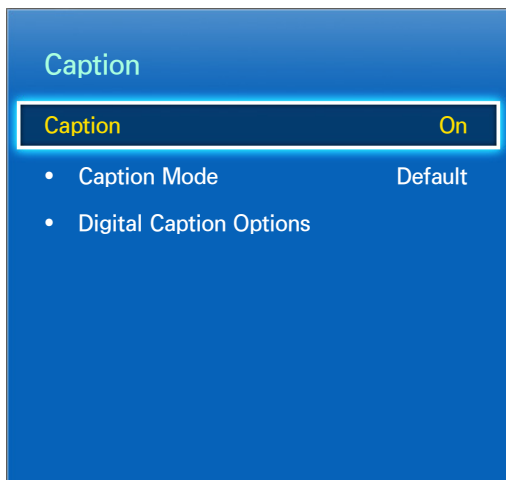 Caption
Caption On
• Caption Mode Default
• Digital Caption Options